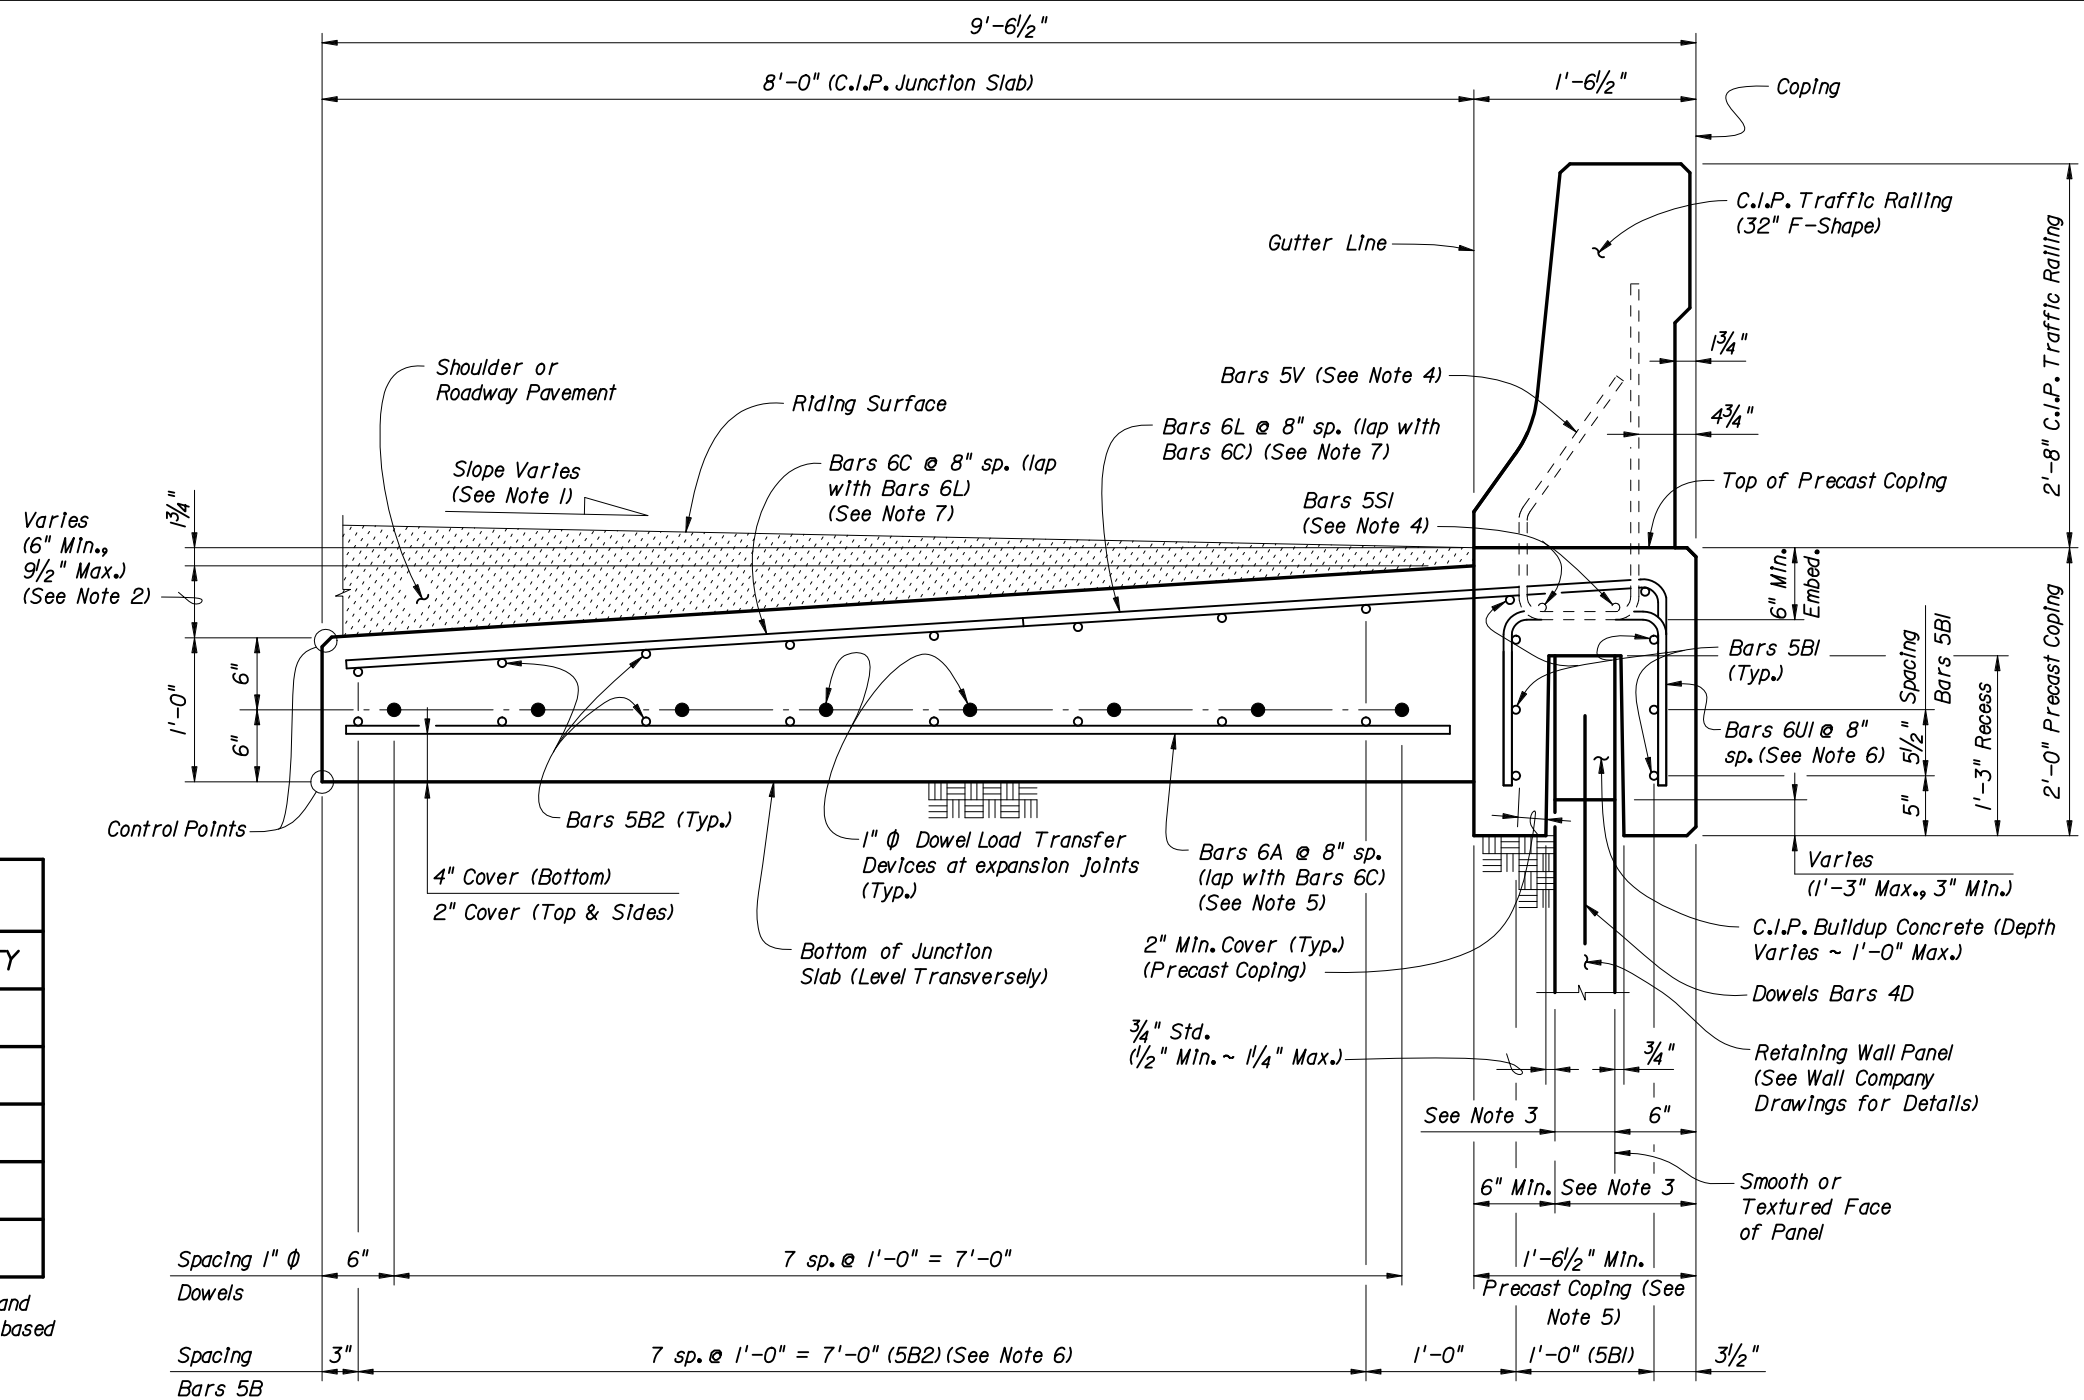 9'-6½"
8'-0" (C.I.P. Junction Slab)
1'-6½"
Coping
C.I.P. Traffic Railing
(32" F-Shape)
Gutter Line
2'-8" C.I.P. Traffic Railing
1¾"
Shoulder or
Roadway Pavement
Riding Surface
Bars 5V (See Note 4)
4¾"
Bars 6L @ 8" sp. (lap with
Bars 6C) (See Note 7)
Slope Varies
(See Note 1)
Bars 6C @ 8" sp. (lap
with Bars 6L)
(See Note 7)
Bars 5S1
(See Note 4)
Top of Precast Coping
1¾"
Varies
(6" Min.,
9½" Max.)
(See Note 2)
6" Min.
Embed.
2'-0" Precast Coping
1'-0"
6"
6"
Bars 5B1
(Typ.)
5½" Spacing
Bars 5B1
5"
1'-3" Recess
Bars 6U1 @ 8"
sp. (See Note 6)
Control Points
Bars 5B2 (Typ.)
1" Φ Dowel Load Transfer
Devices at expansion joints
(Typ.)
Bars 6A @ 8" sp.
(lap with Bars 6C)
(See Note 5)
Varies
(1'-3" Max., 3" Min.)
4" Cover (Bottom)
2" Cover (Top & Sides)
Bottom of Junction
Slab (Level Transversely)
2" Min. Cover (Typ.)
(Precast Coping)
C.I.P. Buildup Concrete (Depth
Varies ~ 1'-0" Max.)
Dowels Bars 4D
¾" Std.
(½" Min. ~ 1¼" Max.)
¾"
Retaining Wall Panel
(See Wall Company
Drawings for Details)
See Note 3
6"
6" Min.
See Note 3
Smooth or
Textured Face
of Panel
TY
and
based
Spacing 1" Φ
Dowels
6"
7 sp. @ 1'-0" = 7'-0"
1'-6½" Min.
Precast Coping (See
Note 5)
Spacing
Bars 5B
3"
7 sp. @ 1'-0" = 7'-0" (5B2) (See Note 6)
1'-0"
1'-0" (5B1)
3½"